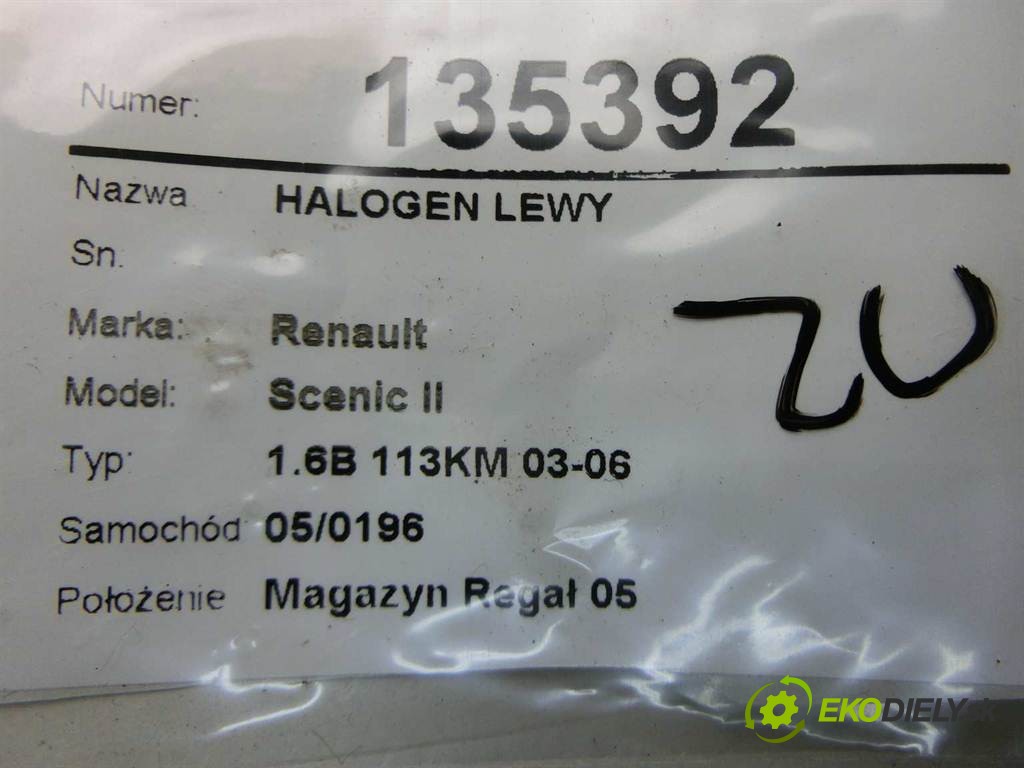 Numer: 135392
Nazwa HALOGEN LEWY
Sn.
Marka: Renault
Model: Scenic II
Typ: 1.6B 113KM 03-06
Samochód 05/0196
Położenie Magazyn Regał 05
20
EKODIELY